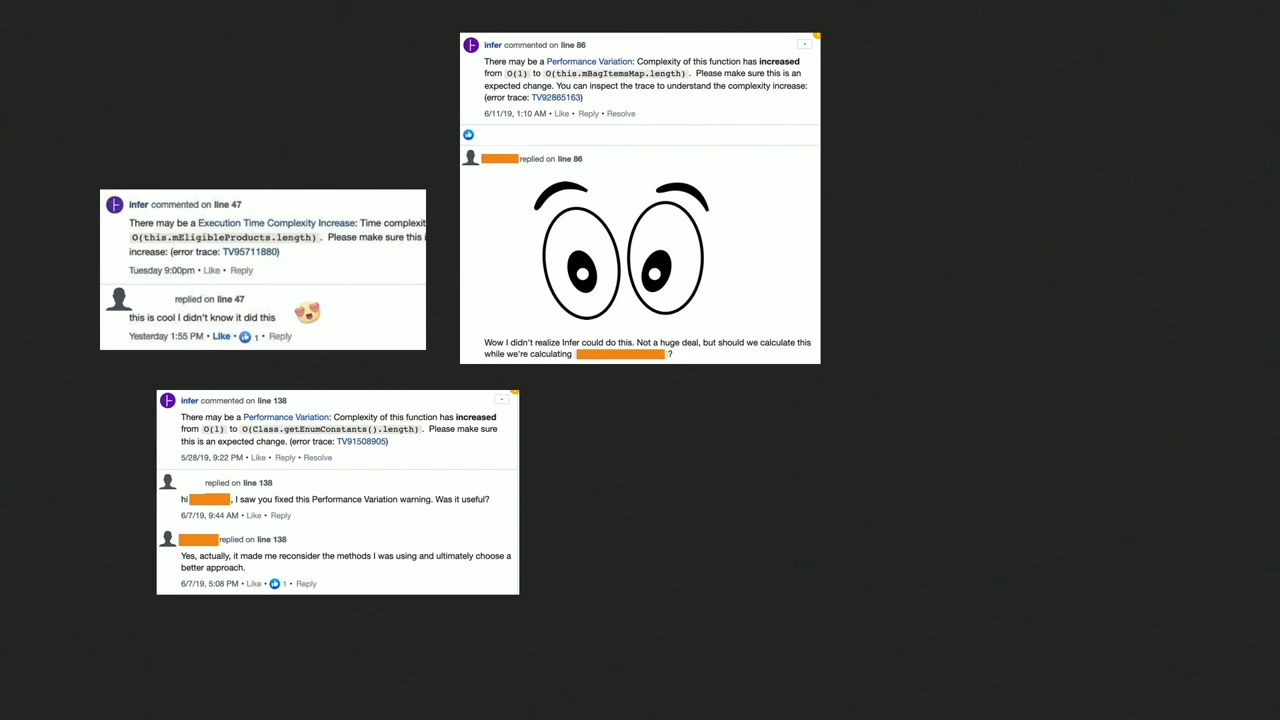 infer commented on line 86
There may be a Performance Variation: Complexity of this function has increased
from O(1) to O(this.mBagItemsMap.length). Please make sure this is an
expected change. You can inspect the trace to understand the complexity increase:
(error trace: TV92865163)
6/11/19, 1:10 AM • Like • Reply • Resolve
replied on line 86
Wow I didn't realize Infer could do this. Not a huge deal, but should we calculate this
while we're calculating ?
infer commented on line 47
There may be a Execution Time Complexity Increase: Time complexit
O(this.mEligibleProducts.length). Please make sure this i
increase: (error trace: TV95711880)
Tuesday 9:00pm • Like • Reply
replied on line 47
this is cool I didn't know it did this
Yesterday 1:55 PM • Like • 1 • Reply
infer commented on line 138
There may be a Performance Variation: Complexity of this function has increased
from O(1) to O(Class.getEnumConstants().length). Please make sure
this is an expected change. (error trace: TV91508905)
5/28/19, 9:22 PM • Like • Reply • Resolve
replied on line 138
hi , I saw you fixed this Performance Variation warning. Was it useful?
6/7/19, 9:44 AM • Like • Reply
replied on line 138
Yes, actually, it made me reconsider the methods I was using and ultimately choose a
better approach.
6/7/19, 5:08 PM • Like • 1 • Reply